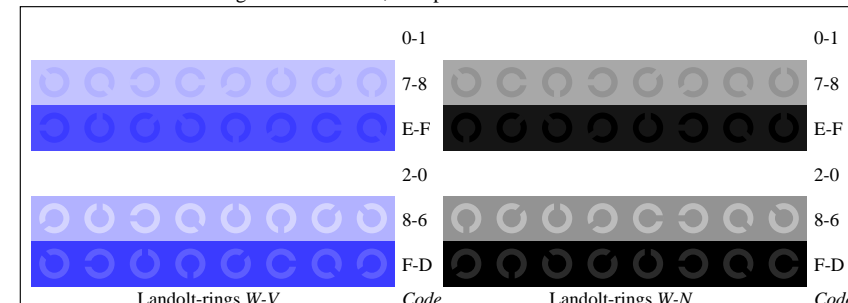 0-1 0-1
7-8 7-8
E-F E-F
2-0 2-0
8-6 8-6
F-D F-D
Landolt-rings W-V Code Landolt-rings W-N